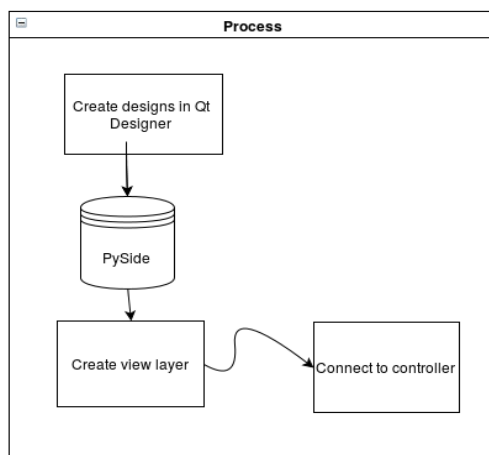 Process
Create designs in Qt
Designer
PySide
Create view layer
Connect to controller